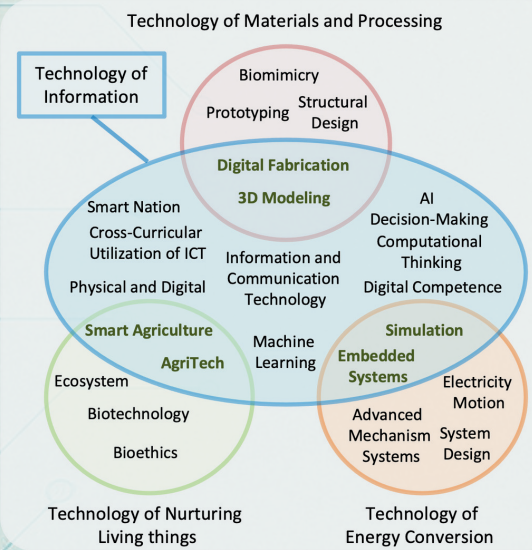 Technology of Materials and Processing
Technology of
Information
Biomimicry
Prototyping
Structural
Design
Digital Fabrication
3D Modeling
Smart Nation
Cross-Curricular
Utilization of ICT
Physical and Digital
Information and
Communication
Technology
AI
Decision-Making
Computational
Thinking
Digital Competence
Smart Agriculture
AgriTech
Machine
Learning
Simulation
Embedded
Systems
Ecosystem
Biotechnology
Bioethics
Electricity
Motion
Advanced
Mechanism
Systems
System
Design
Technology of Nurturing
Living things
Technology of
Energy Conversion